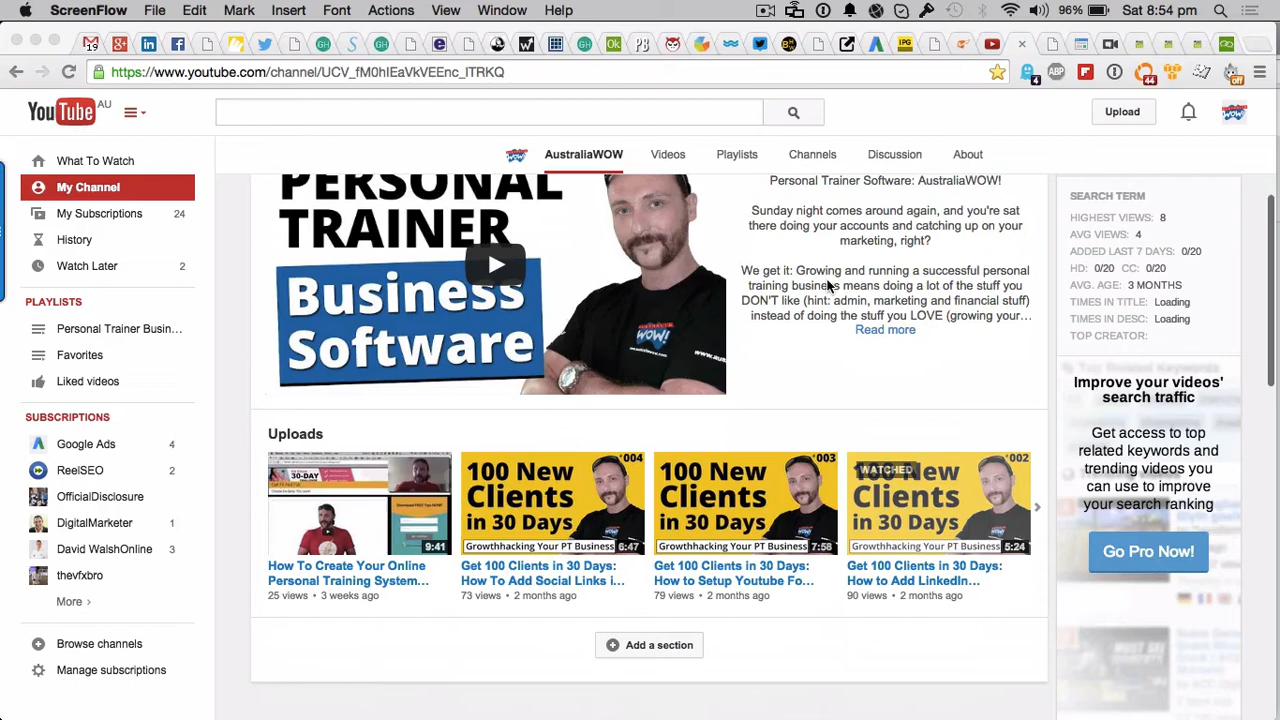 ScreenFlow File Edit Mark Insert Font Actions View Window Help 96% Sat 8:54 pm
19 GH GH GH Ok IPG
https://www.youtube.com/channel/UCV_fM0hIEaVkVEEnc_lTRKQ 4 ABP 44 off
YouTube AU Upload
AustraliaWOW Videos Playlists Channels Discussion About
What To Watch
My Channel
My Subscriptions 24
History
Watch Later 2
PLAYLISTS
Personal Trainer Busin...
Favorites
Liked videos
SUBSCRIPTIONS
Google Ads 4
ReelSEO 2
OfficialDisclosure
DigitalMarketer 1
David WalshOnline 3
thevfxbro
More
Browse channels
Manage subscriptions
PERSONAL
TRAINER
Business
Software
WOW!
Personal Trainer Software: AustraliaWOW!
Sunday night comes around again, and you're sat
there doing your accounts and catching up on your
marketing, right?
We get it: Growing and running a successful personal
training business means doing a lot of the stuff you
DON'T like (hint: admin, marketing and financial stuff)
instead of doing the stuff you LOVE (growing your...
Read more
Uploads
9:41
How To Create Your Online
Personal Training System...
25 views • 3 weeks ago
#004
100 New
Clients
in 30 Days
Growthhacking Your PT Business
6:47
Get 100 Clients in 30 Days:
How To Add Social Links i...
73 views • 2 months ago
#003
100 New
Clients
in 30 Days
Growthhacking Your PT Business
7:58
Get 100 Clients in 30 Days:
How to Setup Youtube Fo...
79 views • 2 months ago
WATCHED
#002
100 New
Clients
in 30 Days
Growthhacking Your PT Business
5:24
Get 100 Clients in 30 Days:
How to Add LinkedIn...
90 views • 2 months ago
Add a section
SEARCH TERM
HIGHEST VIEWS: 8
AVG VIEWS: 4
ADDED LAST 7 DAYS: 0/20
HD: 0/20 CC: 0/20
AVG. AGE: 3 MONTHS
TIMES IN TITLE: Loading
TIMES IN DESC: Loading
TOP CREATOR:
Improve your videos'
search traffic
Get access to top
related keywords and
trending videos you
can use to improve
your search ranking
Go Pro Now!